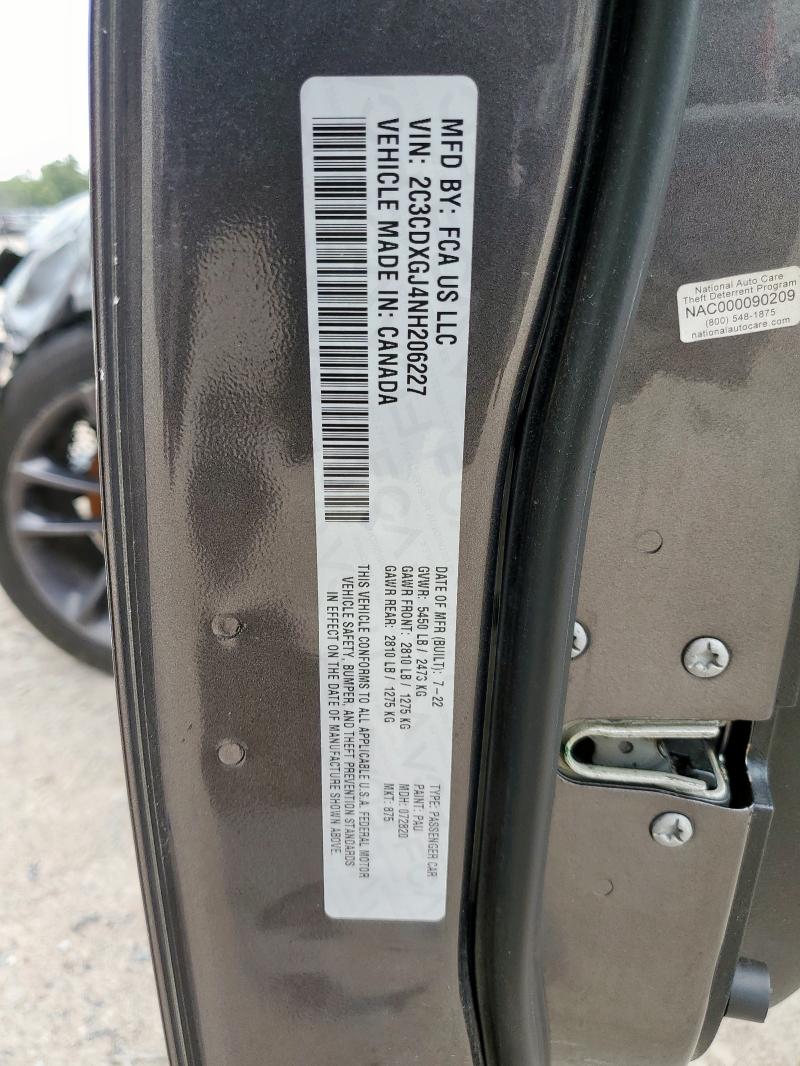 MFD BY: FCA US LLC
VIN: 2C3CDXGJ4NH206227
VEHICLE MADE IN: CANADA
DATE OF MFR (BUILT): 7-22
GVWR: 5450 LB / 2473 KG
GAWR FRONT: 2810 LB / 1275 KG
GAWR REAR: 2810 LB / 1275 KG
THIS VEHICLE CONFORMS TO ALL APPLICABLE U.S.A. FEDERAL MOTOR
VEHICLE SAFETY, BUMPER, AND THEFT PREVENTION STANDARDS
IN EFFECT ON THE DATE OF MANUFACTURE SHOWN ABOVE.
TYPE: PASSENGER CAR
PAINT: PAU
MDH: 072820
MKT: 875
National Auto Care
Theft Deterrent Program
NAC000090209
(800) 548-1875
nationalautocare.com